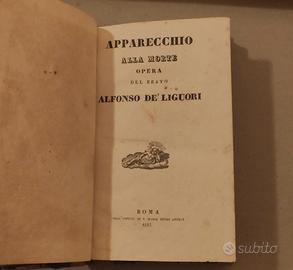 APPARECCHIO
ALLA MORTE
OPERA
DEL BEATO
ALFONSO DE' LIGUORI
ROMA
subito